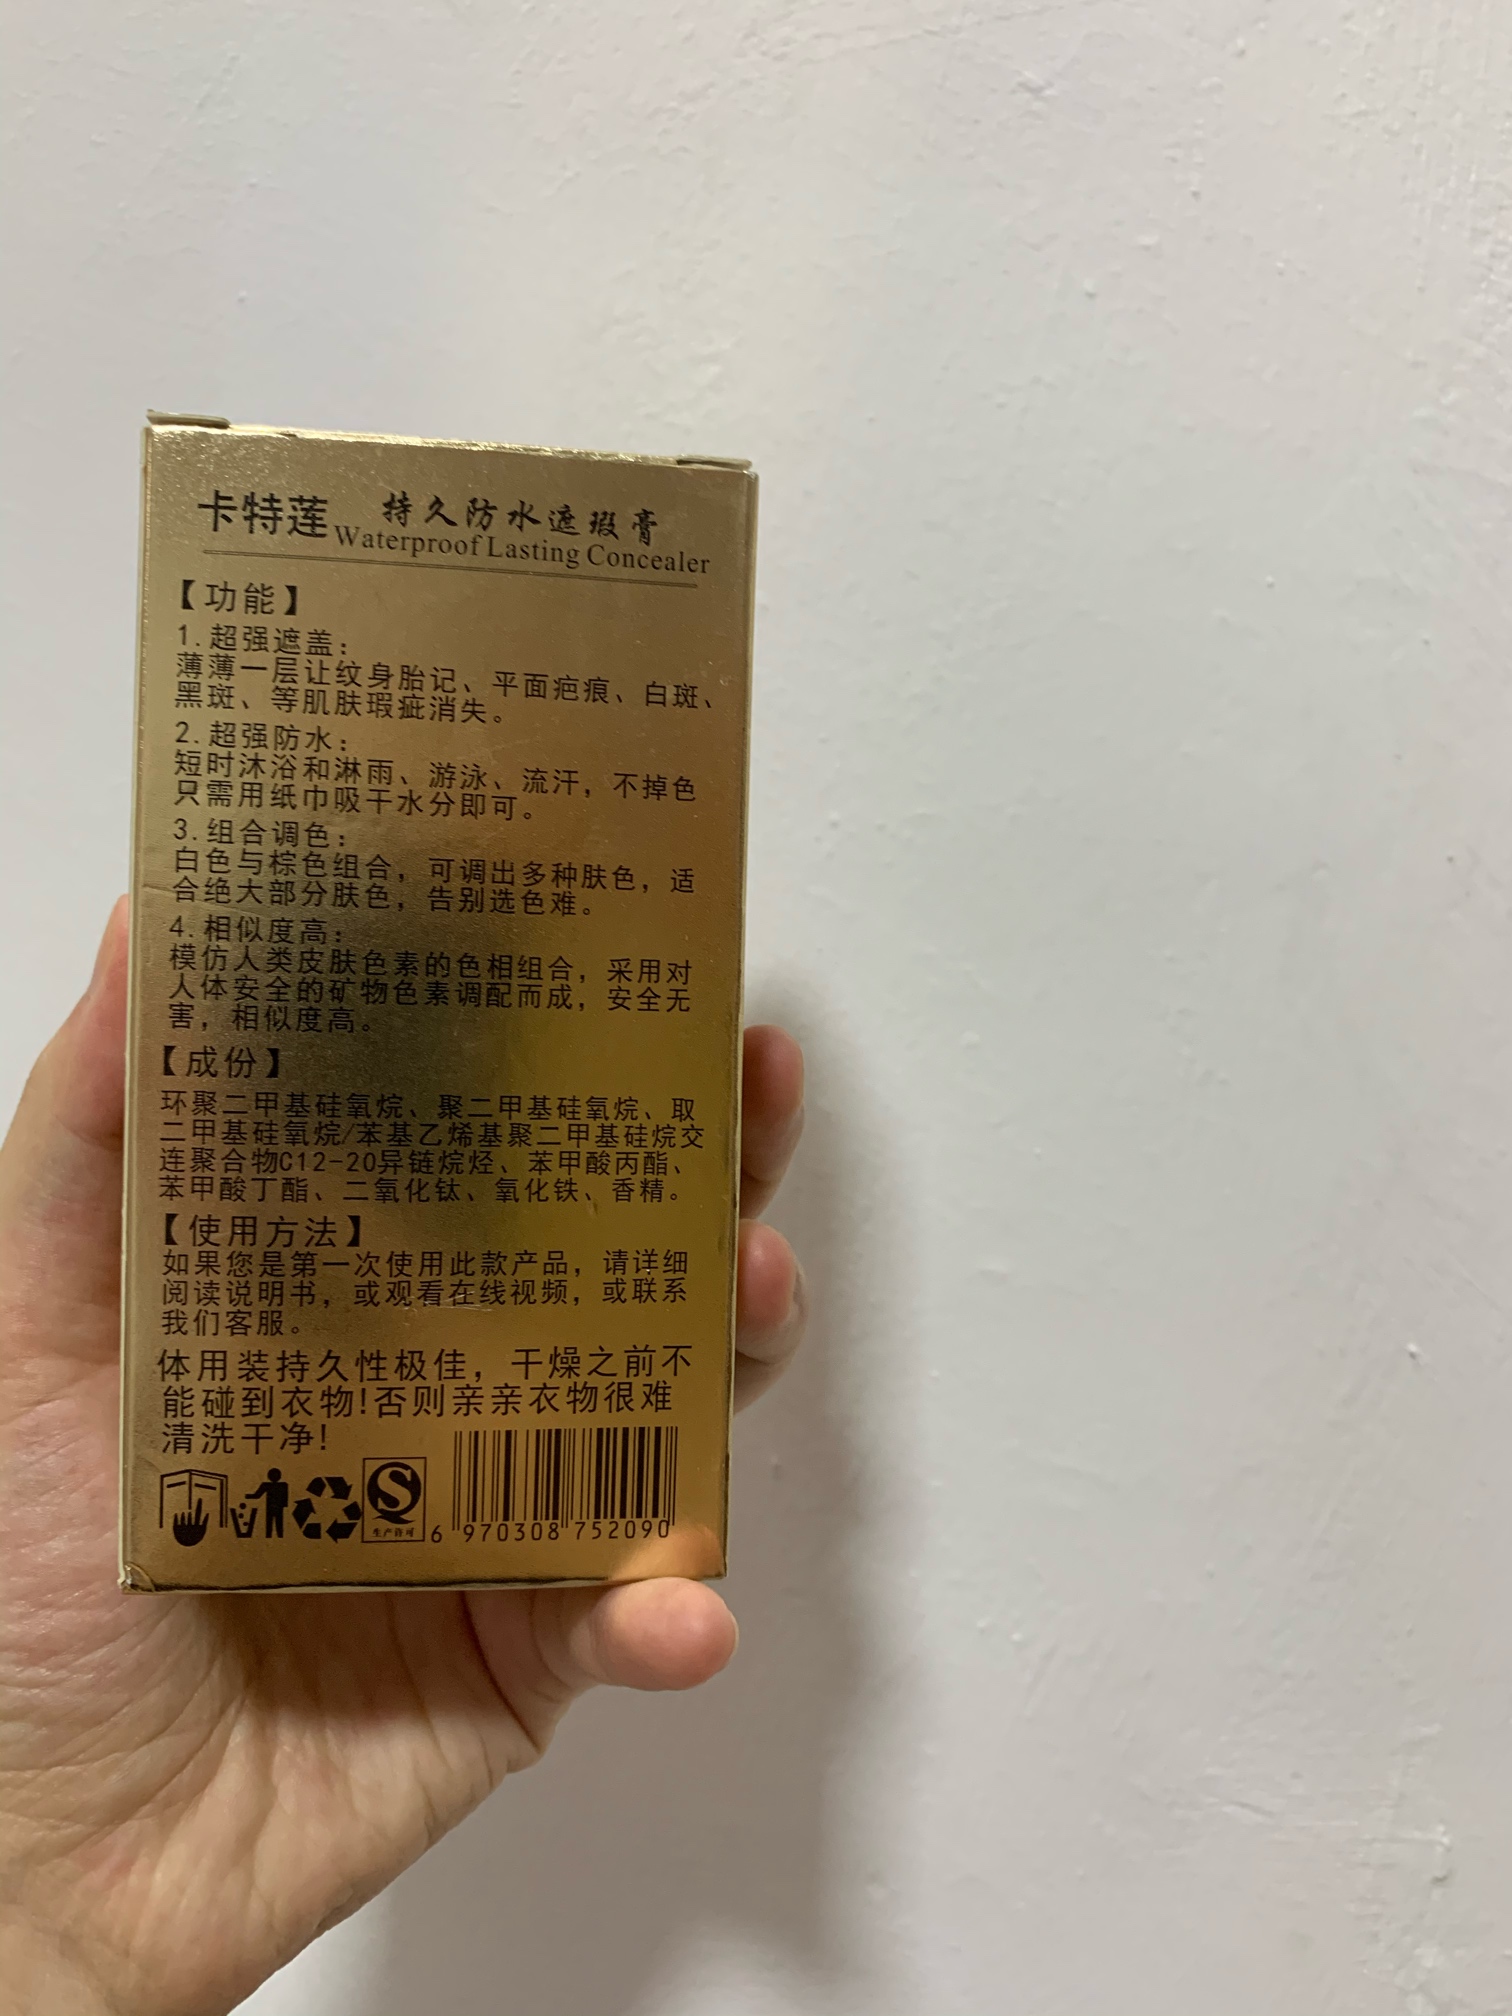 卡特莲 持久防水遮瑕膏
Waterproof Lasting Concealer
【功能】
1.超强遮盖：
薄薄一层让纹身胎记、平面疤痕、白斑、
黑斑、等肌肤瑕疵消失。
2.超强防水：
短时沐浴和淋雨、游泳、流汗，不掉色
只需用纸巾吸干水分即可。
3.组合调色：
白色与棕色组合，可调出多种肤色，适
合绝大部分肤色，告别选色难。
4.相似度高：
模仿人类皮肤色素的色相组合，采用对
人体安全的矿物色素调配而成，安全无
害，相似度高。
【成份】
环聚二甲基硅氧烷、聚二甲基硅氧烷、取
二甲基硅氧烷/苯基乙烯基聚二甲基硅烷交
连聚合物C12-20异链烷烃、苯甲酸丙酯、
苯甲酸丁酯、二氧化钛、氧化铁、香精。
【使用方法】
如果您是第一次使用此款产品，请详细
阅读说明书，或观看在线视频，或联系
我们客服。
体用装持久性极佳，干燥之前不
能碰到衣物!否则亲亲衣物很难
清洗干净!
生产许可
6 970308 752090